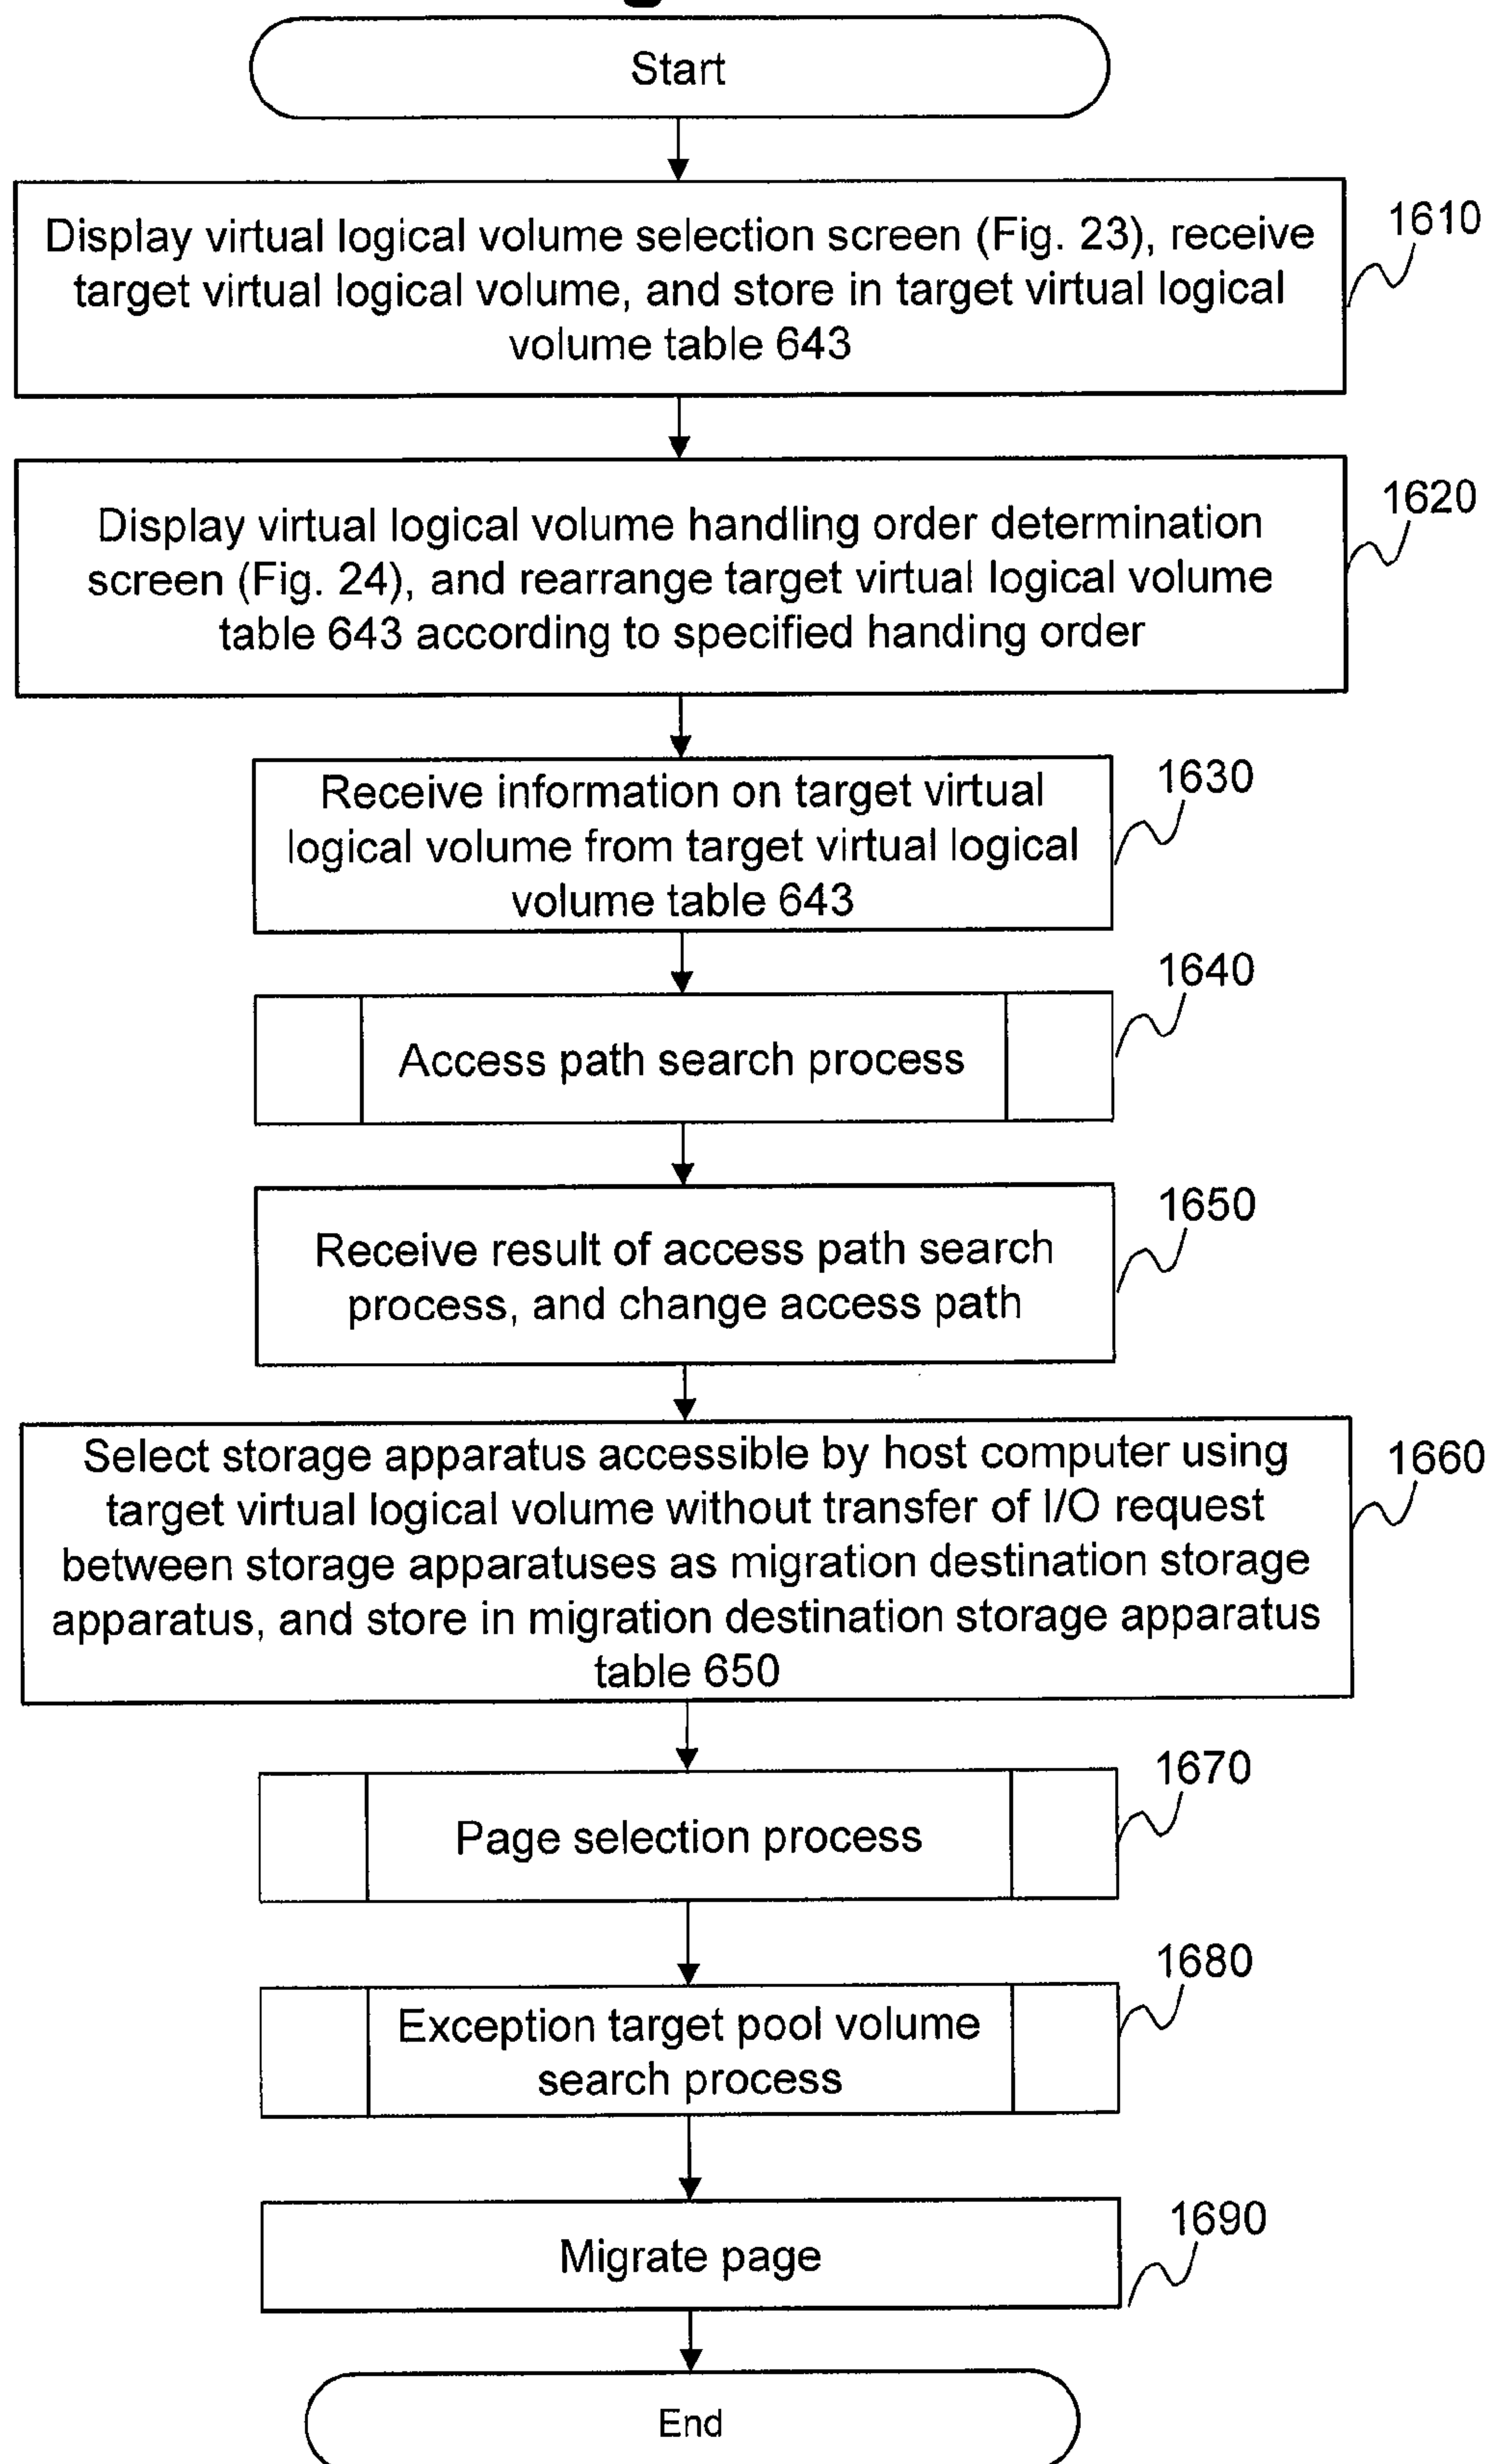 Start
Display virtual logical volume selection screen (Fig. 23), receive
target virtual logical volume, and store in target virtual logical
volume table 643
1610
Display virtual logical volume handling order determination
screen (Fig. 24), and rearrange target virtual logical volume
table 643 according to specified handing order
1620
Receive information on target virtual
logical volume from target virtual logical
volume table 643
1630
Access path search process
1640
Receive result of access path search
process, and change access path
1650
Select storage apparatus accessible by host computer using
target virtual logical volume without transfer of I/O request
between storage apparatuses as migration destination storage
apparatus, and store in migration destination storage apparatus
table 650
1660
Page selection process
1670
Exception target pool volume
search process
1680
Migrate page
1690
End